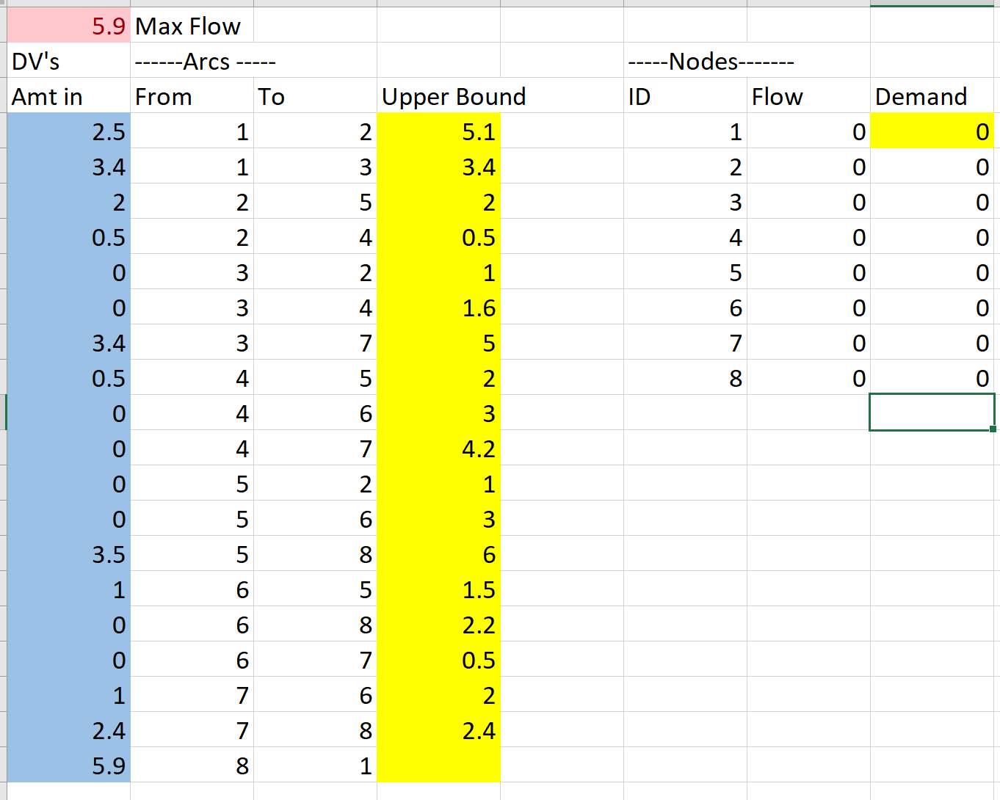 5.9 Max Flow
DV's ------Arcs ----- -----Nodes-------
Amt in From To Upper Bound ID Flow Demand
2.5 1 2 5.1 1 0 0
3.4 1 3 3.4 2 0 0
2 2 5 2 3 0 0
0.5 2 4 0.5 4 0 0
0 3 2 1 5 0 0
0 3 4 1.6 6 0 0
3.4 3 7 5 7 0 0
0.5 4 5 2 8 0 0
0 4 6 3
0 4 7 4.2
0 5 2 1
0 5 6 3
3.5 5 8 6
1 6 5 1.5
0 6 8 2.2
0 6 7 0.5
1 7 6 2
2.4 7 8 2.4
5.9 8 1